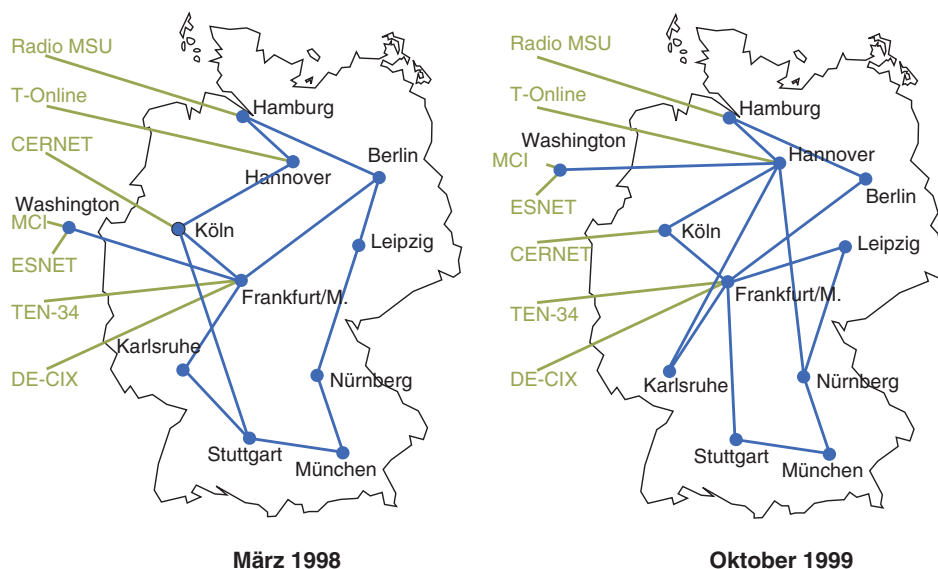 Radio MSU
T-Online
Hamburg
CERNET
Hannover
Berlin
Washington
MCI
Köln
Leipzig
ESNET
TEN-34
Frankfurt/M.
Karlsruhe
DE-CIX
Nürnberg
Stuttgart
München
März 1998
Radio MSU
T-Online
Hamburg
Washington
MCI
Hannover
ESNET
Berlin
Köln
Leipzig
CERNET
Frankfurt/M.
TEN-34
DE-CIX
Karlsruhe
Nürnberg
Stuttgart
München
Oktober 1999